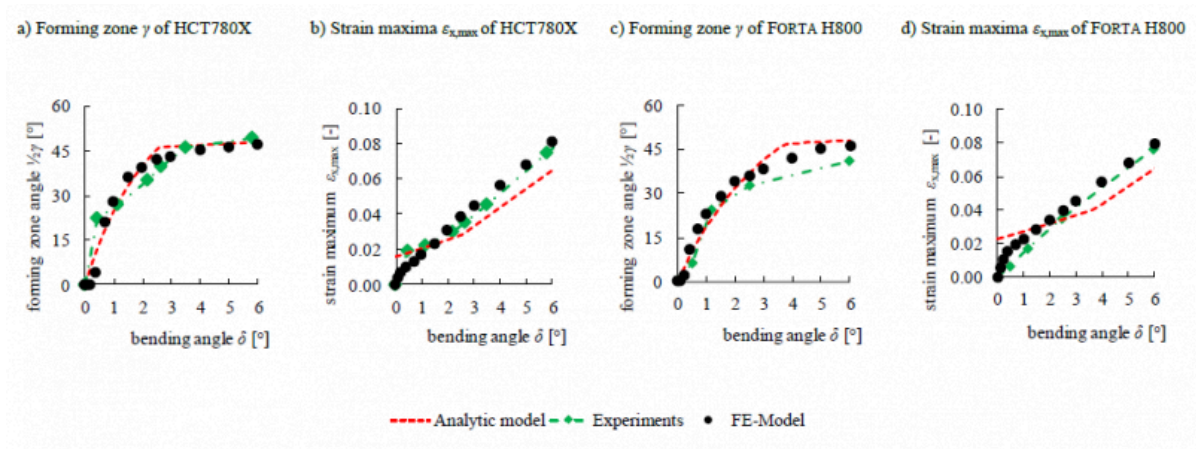 a) Forming zone γ of HCT780X
b) Strain maxima εx,max of HCT780X
c) Forming zone γ of FORTA H800
d) Strain maxima εx,max of FORTA H800
forming zone angle ½γ [°]
60
45
30
15
0
0 1 2 3 4 5 6
bending angle δ [°]
strain maximum εx,max [-]
0.10
0.08
0.06
0.04
0.02
0.00
0 1 2 3 4 5 6
bending angle δ [°]
forming zone angle ½γ [°]
60
45
30
15
0
0 1 2 3 4 5 6
bending angle δ [°]
strain maximum εx,max [-]
0.10
0.08
0.06
0.04
0.02
0.00
0 1 2 3 4 5 6
bending angle δ [°]
Analytic model Experiments FE-Model